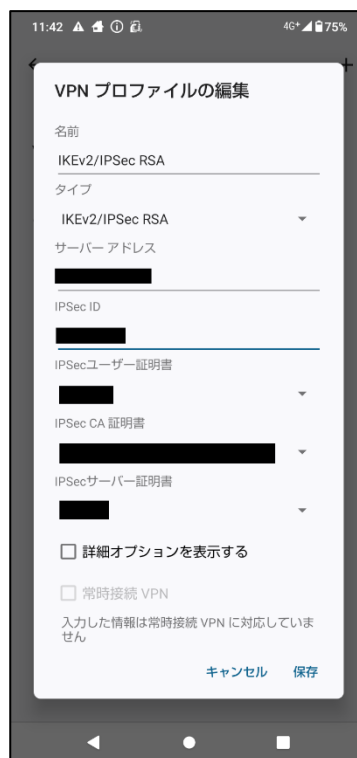 11:42
4G+
75%
VPN プロファイルの編集
名前
IKEv2/IPSec RSA
タイプ
IKEv2/IPSec RSA
サーバー アドレス
IPSec ID
IPSecユーザー証明書
IPSec CA 証明書
IPSecサーバー証明書
詳細オプションを表示する
常時接続 VPN
入力した情報は常時接続 VPN に対応していま
せん
キャンセル 保存